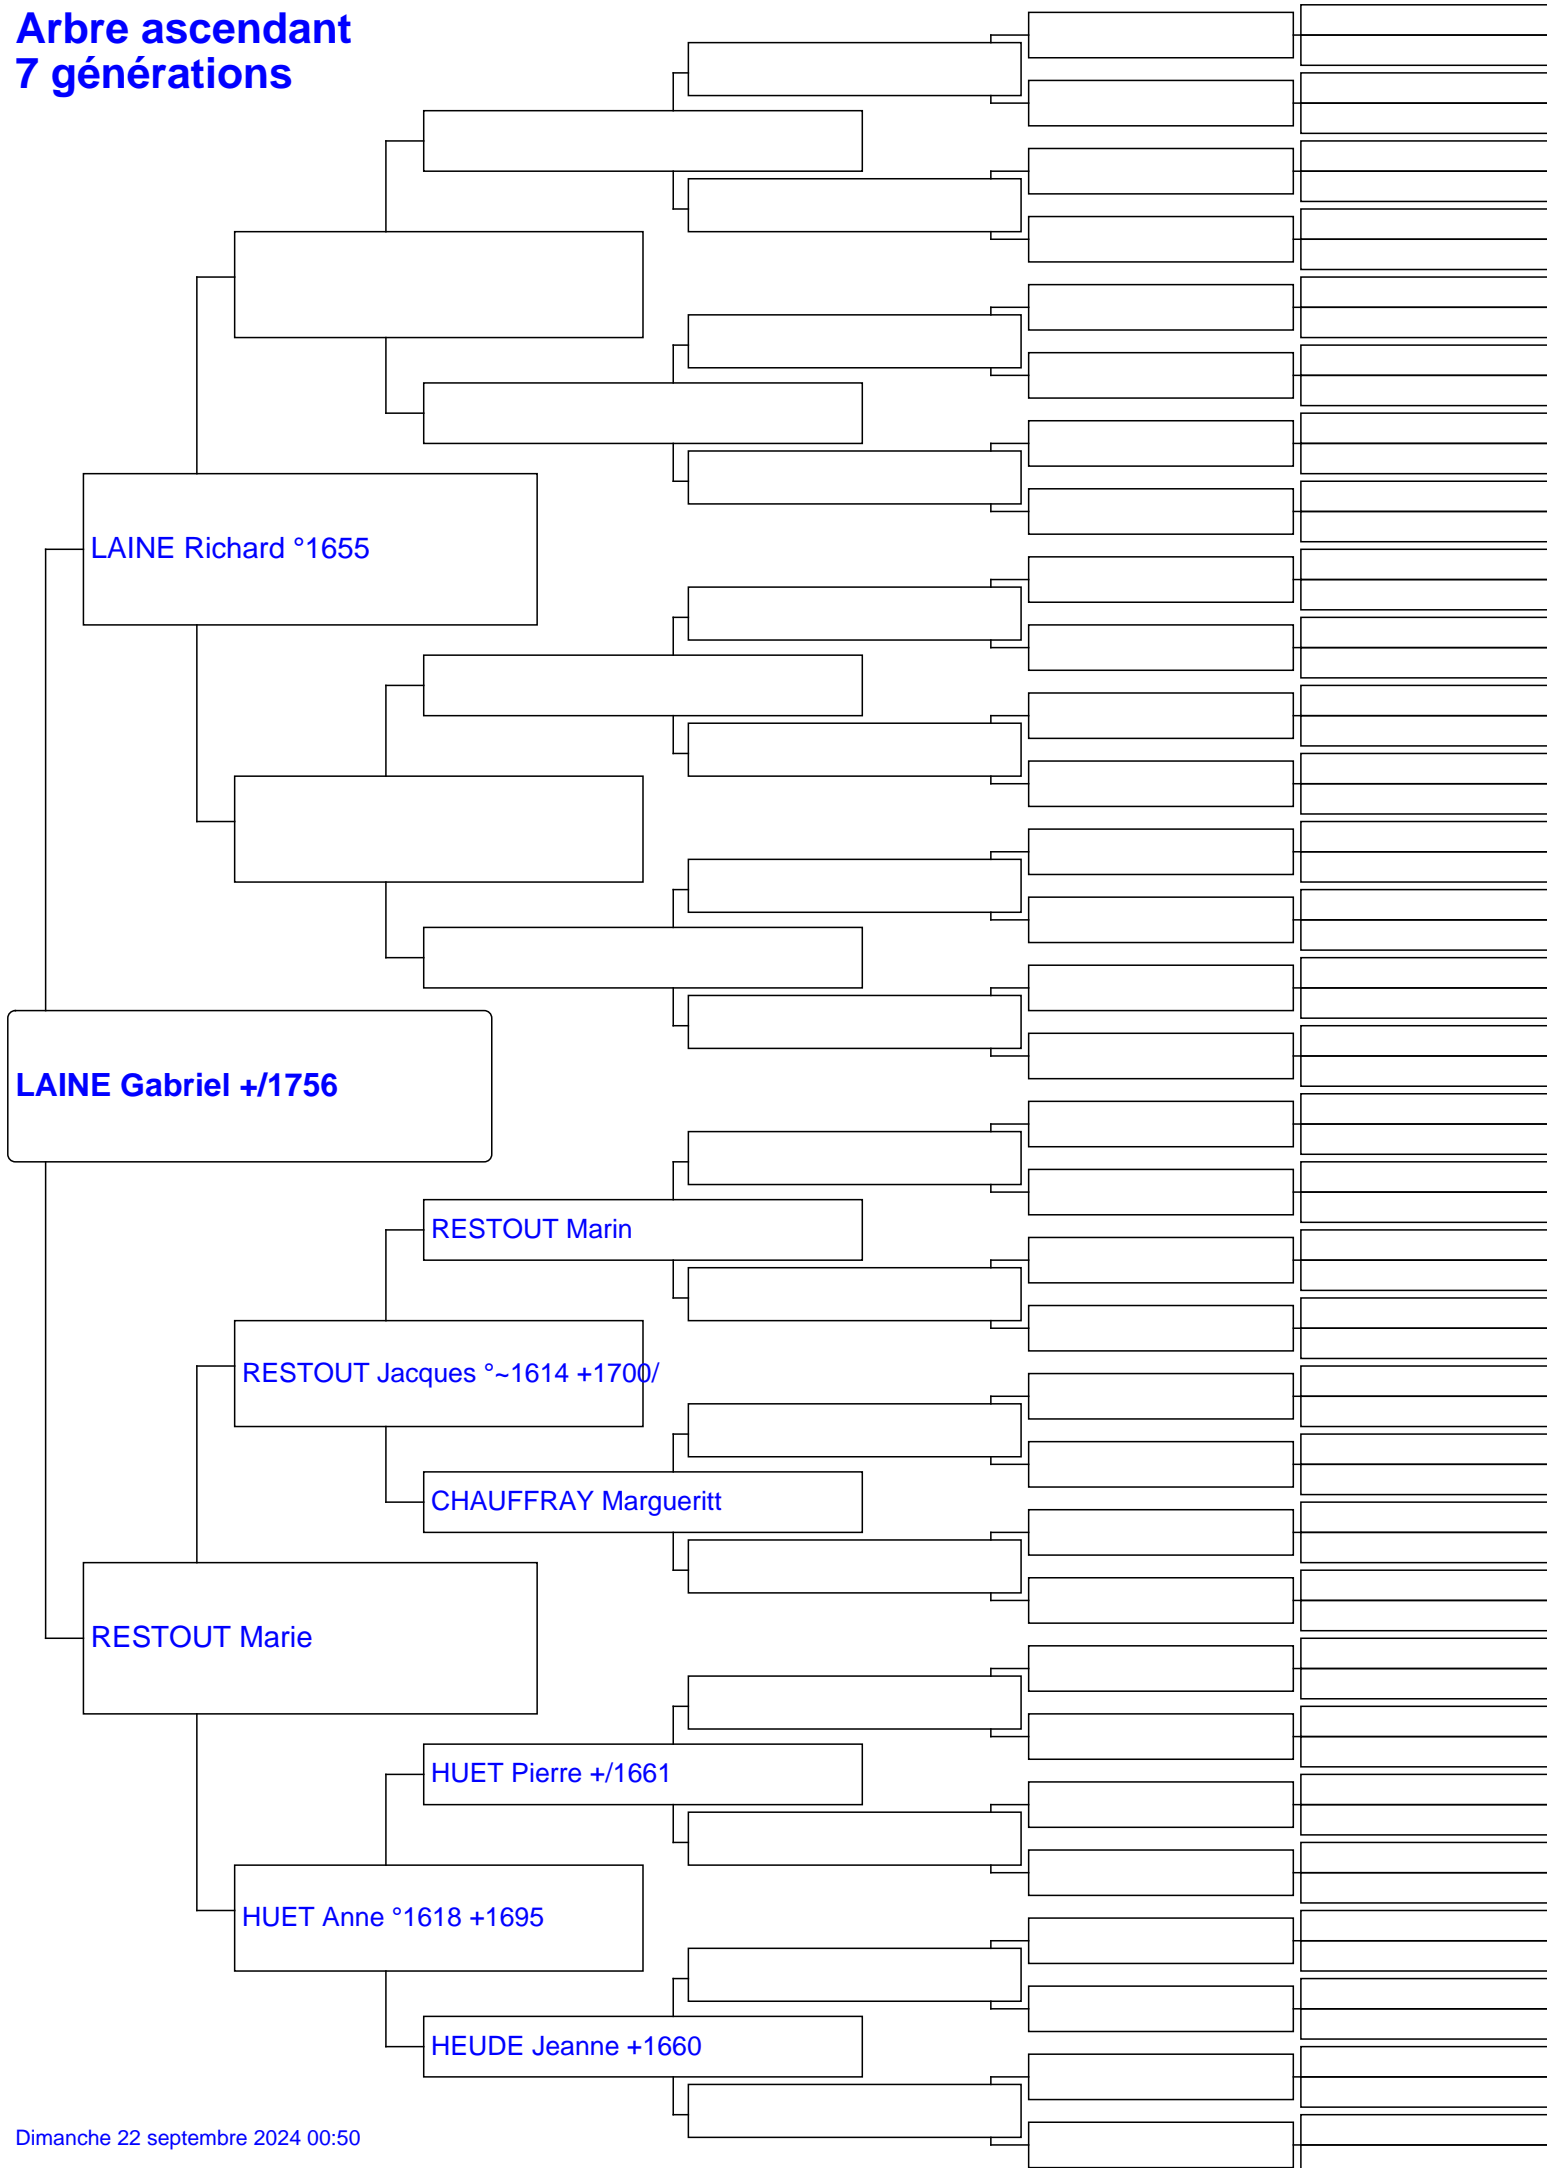 Arbre ascendant
7 générations
LAINE Richard °1655
LAINE Gabriel +/1756
RESTOUT Marin
RESTOUT Jacques °~1614 +1700/
CHAUFFRAY Margueritt
RESTOUT Marie
HUET Pierre +/1661
HUET Anne °1618 +1695
HEUDE Jeanne +1660
Dimanche 22 septembre 2024 00:50